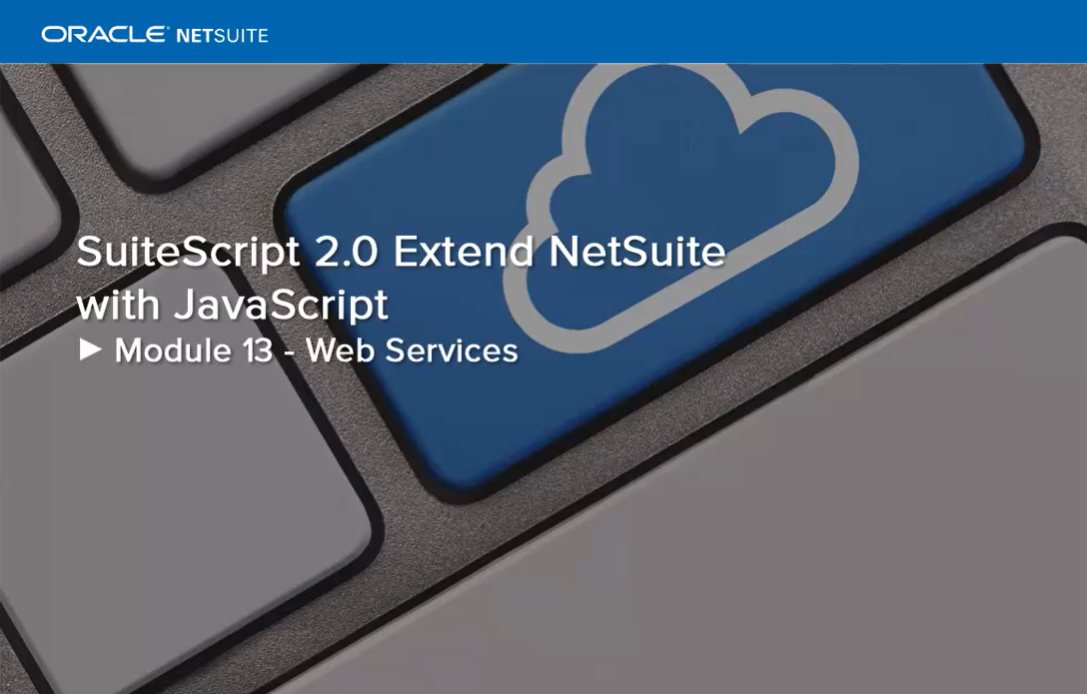 ORACLE NETSUITE
SuiteScript 2.0 Extend NetSuite
with JavaScript
Module 13 - Web Services